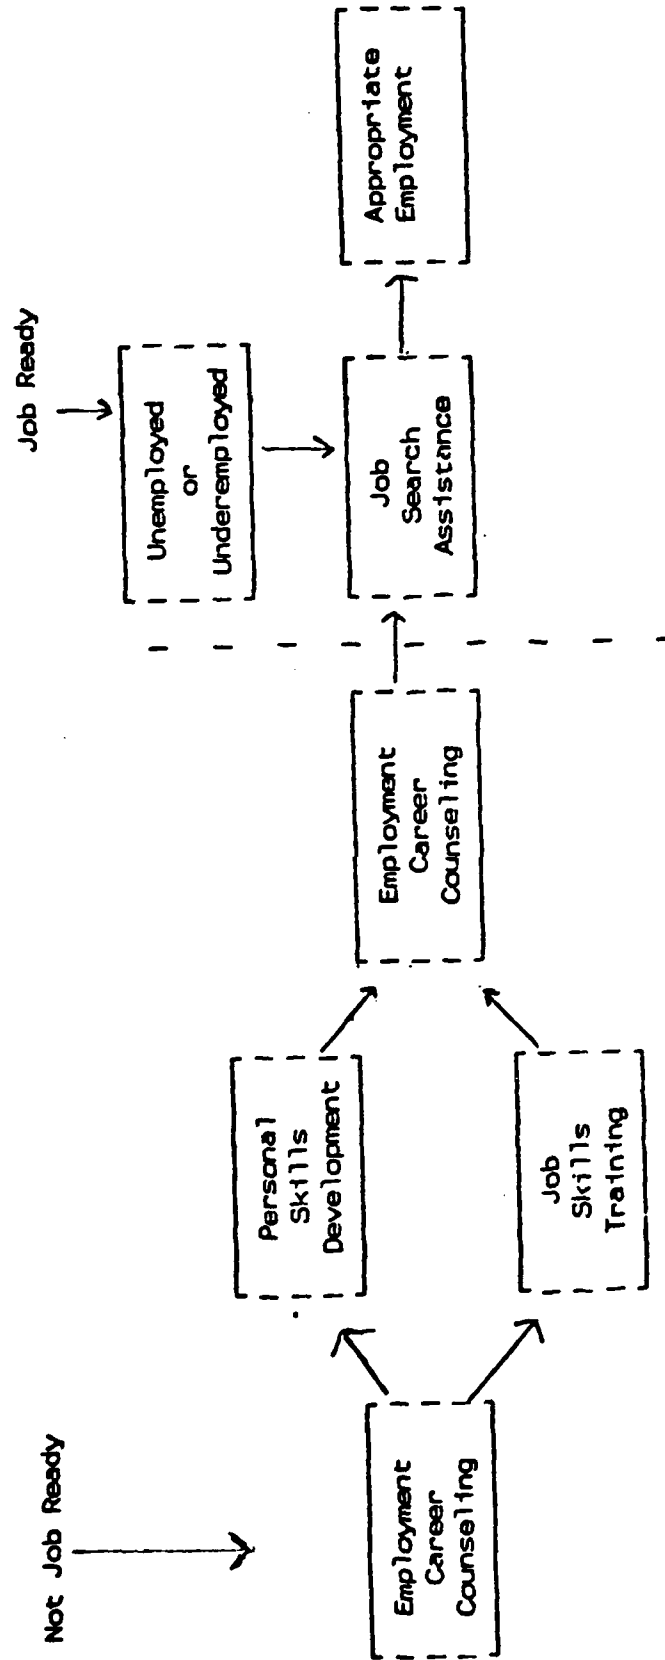 Not Job Ready
Job Ready
Employment
Career
Counseling
Personal
Skills
Development
Job
Skills
Training
Employment
Career
Counseling
Unemployed
or
Underemployed
Job
Search
Assistance
Appropriate
Employment